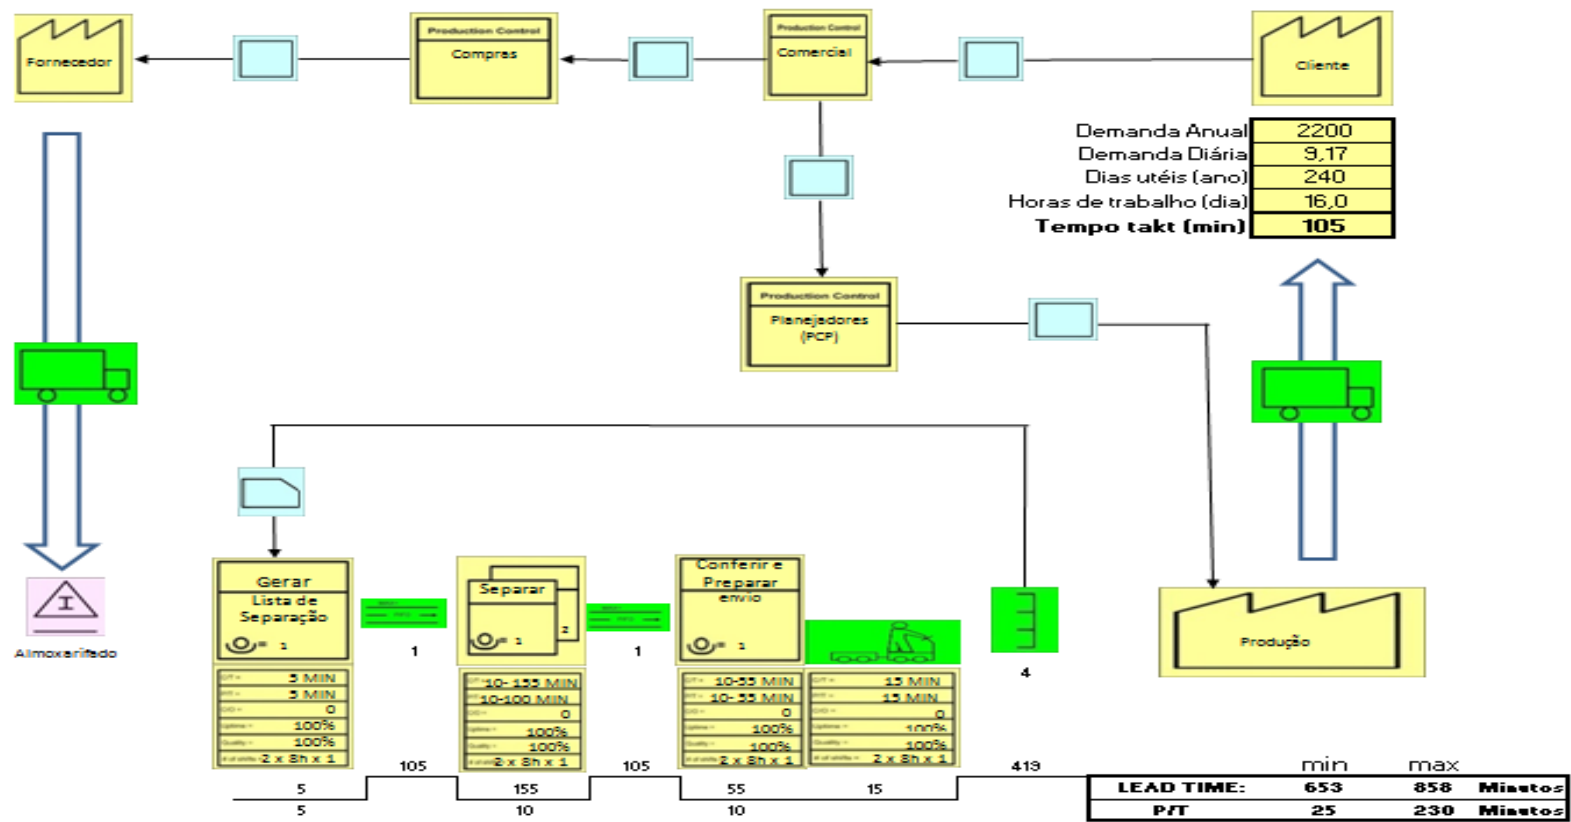 Fornecedor
Production Control
Compras
Production Control
Comercial
Cliente
Demanda Anual 2200
Demanda Diária 9,17
Dias utéis (ano) 240
Horas de trabalho (dia) 16,0
Tempo takt (min) 105
Production Control
Planejadores
(PCP)
Almoxarifado
Gerar
Lista de
Separação
1
1
Separar
1
2
1
Conferir e
Preparar
envio
1
4
Produção
5 MIN
5 MIN
0
100%
100%
2 x 8h x 1
10- 155 MIN
10-100 MIN
0
100%
100%
2 x 8h x 1
10-55 MIN
10- 55 MIN
0
100%
100%
2 x 8h x 1
15 MIN
15 MIN
0
100%
100%
2 x 8h x 1
5
5
105
155
10
105
55
10
15
419
min max
LEAD TIME: 653 858 Minutos
P/T 25 230 Minutos